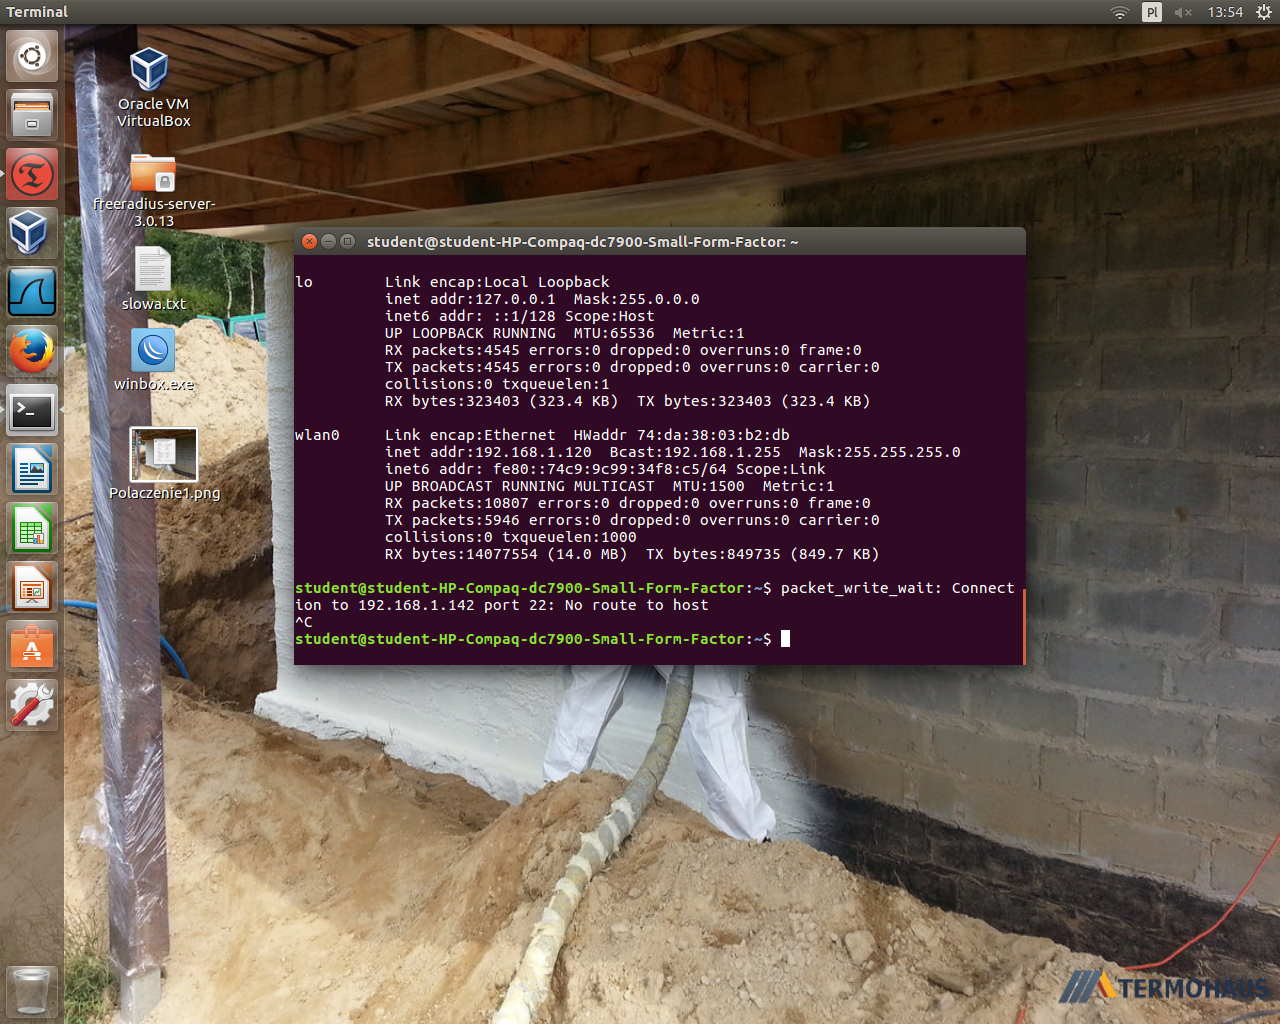 Terminal
Pl
13:54
Oracle VM
VirtualBox
freeradius-server-
3.0.13
slowa.txt
winbox.exe
Polaczenie1.png
student@student-HP-Compaq-dc7900-Small-Form-Factor: ~
lo        Link encap:Local Loopback
          inet addr:127.0.0.1  Mask:255.0.0.0
          inet6 addr: ::1/128 Scope:Host
          UP LOOPBACK RUNNING  MTU:65536  Metric:1
          RX packets:4545 errors:0 dropped:0 overruns:0 frame:0
          TX packets:4545 errors:0 dropped:0 overruns:0 carrier:0
          collisions:0 txqueuelen:1
          RX bytes:323403 (323.4 KB)  TX bytes:323403 (323.4 KB)
wlan0     Link encap:Ethernet  HWaddr 74:da:38:03:b2:db
          inet addr:192.168.1.120  Bcast:192.168.1.255  Mask:255.255.255.0
          inet6 addr: fe80::74c9:9c99:34f8:c5/64 Scope:Link
          UP BROADCAST RUNNING MULTICAST  MTU:1500  Metric:1
          RX packets:10807 errors:0 dropped:0 overruns:0 frame:0
          TX packets:5946 errors:0 dropped:0 overruns:0 carrier:0
          collisions:0 txqueuelen:1000
          RX bytes:14077554 (14.0 MB)  TX bytes:849735 (849.7 KB)
student@student-HP-Compaq-dc7900-Small-Form-Factor:~$ packet_write_wait: Connect
ion to 192.168.1.142 port 22: No route to host
^C
student@student-HP-Compaq-dc7900-Small-Form-Factor:~$
TERMOHAUS